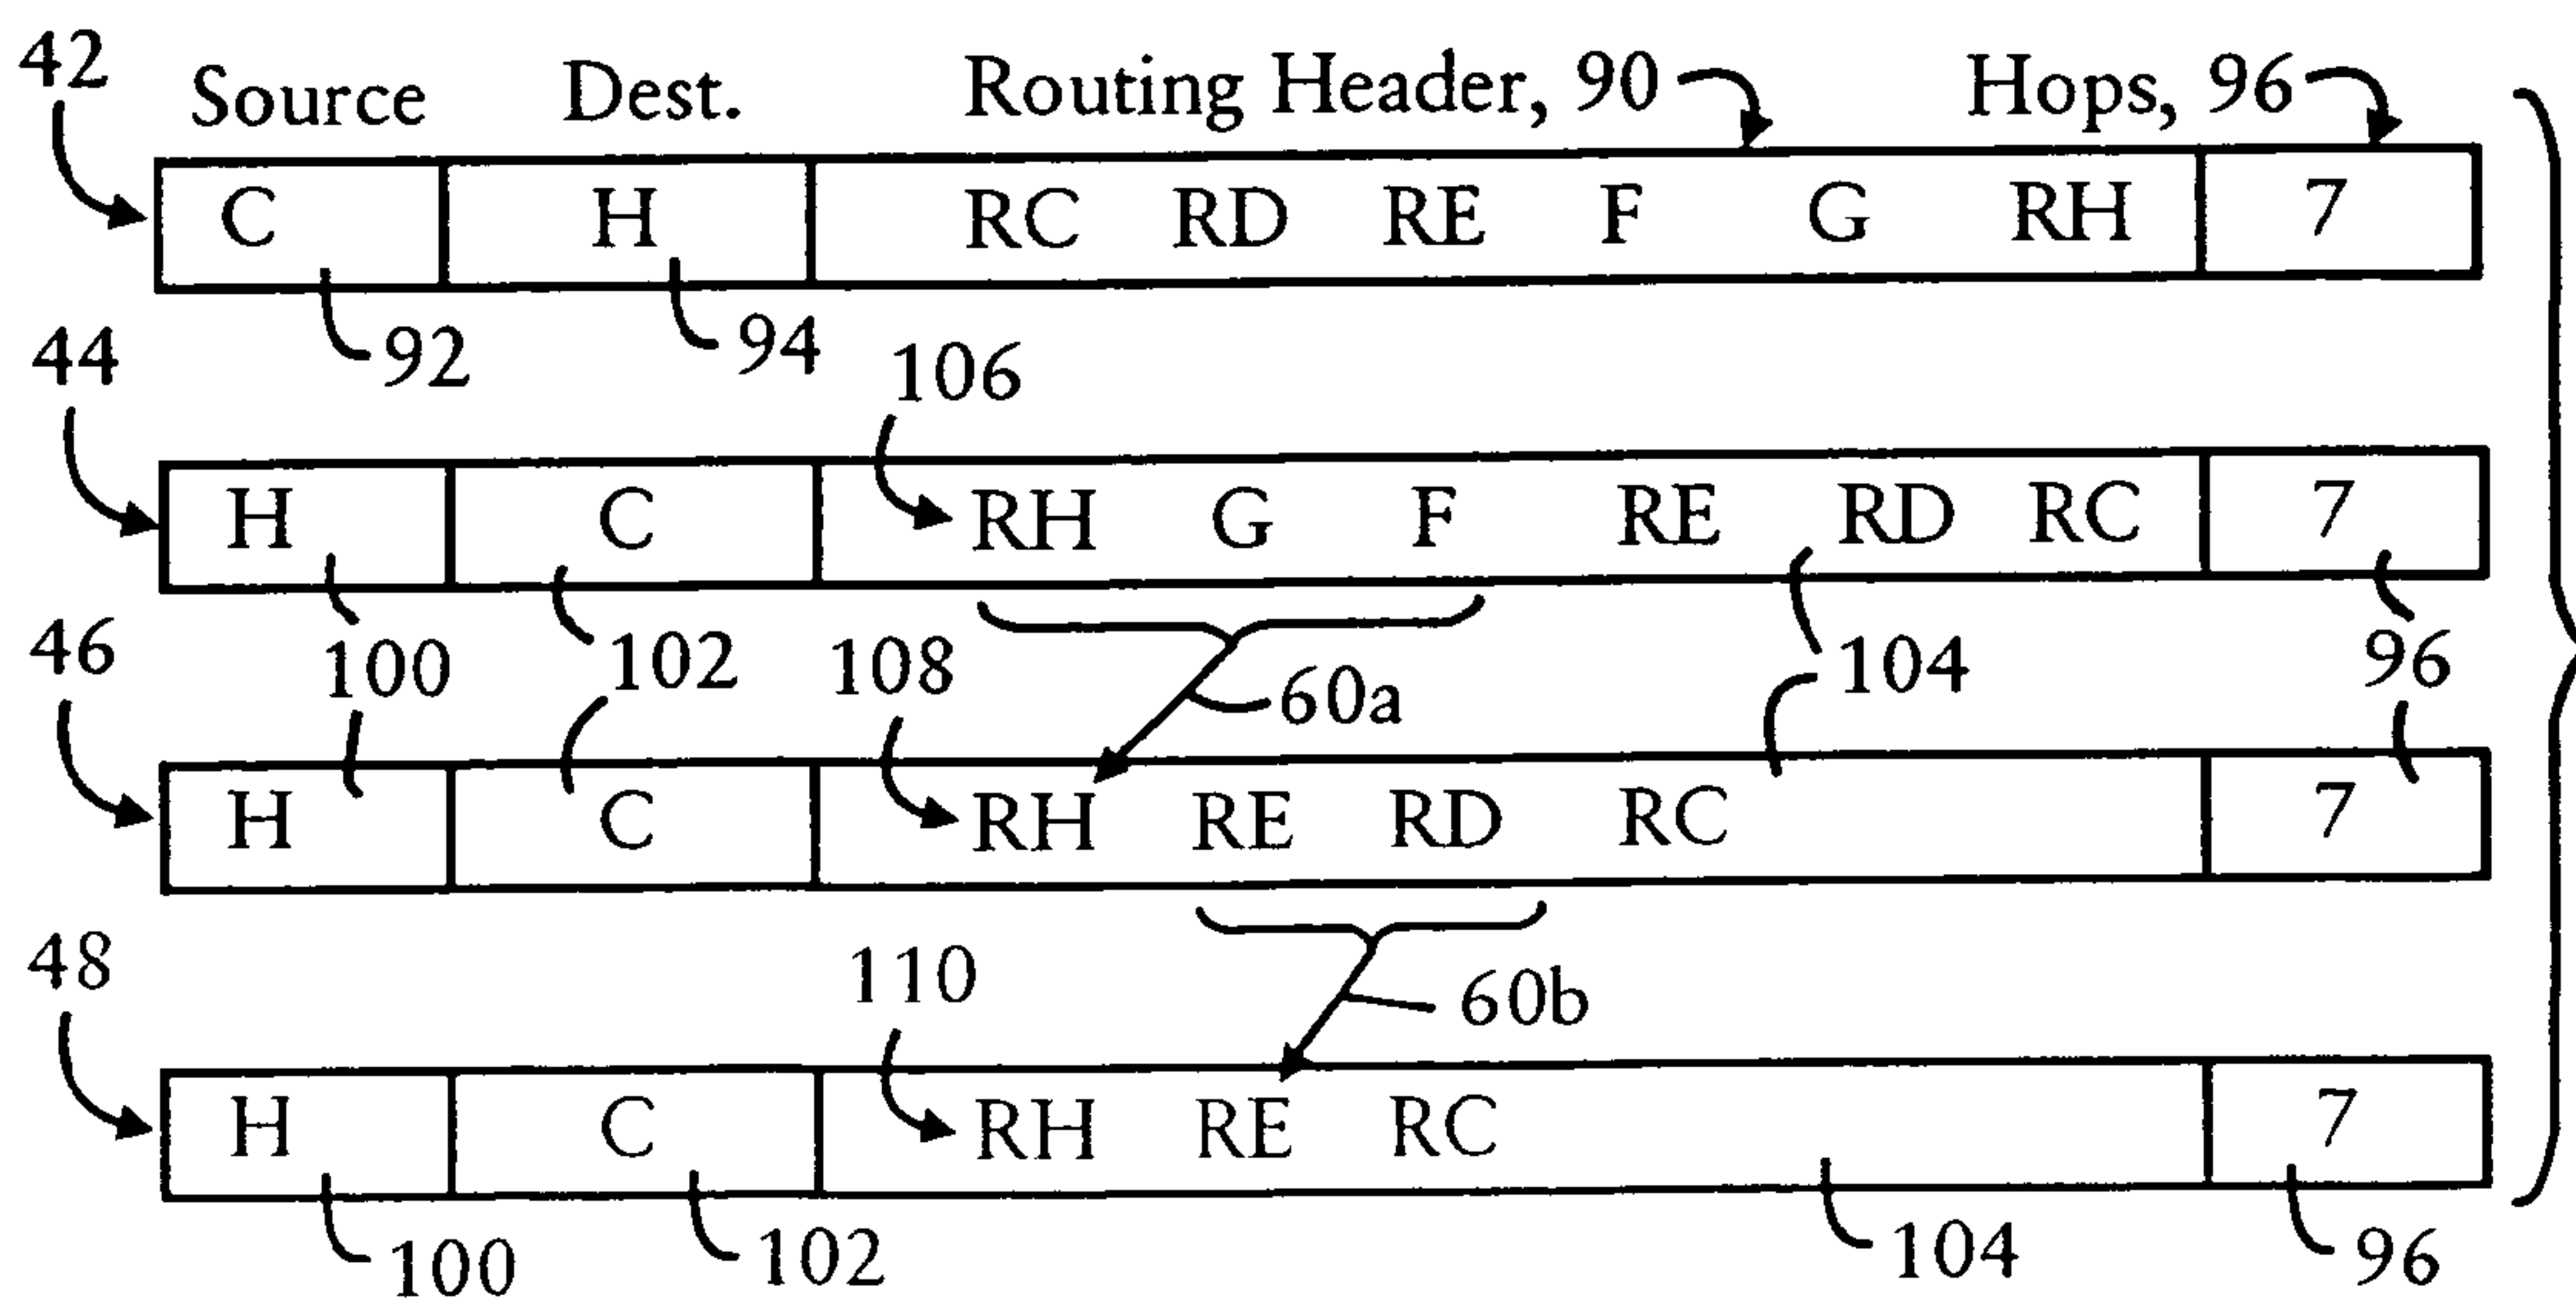 42 Source Dest. Routing Header, 90 Hops, 96
C H RC RD RE F G RH 7
92 94
44 106
H C RH G F RE RD RC 7
46 100 102 108 60a 104 96
H C RH RE RD RC 7
48 110 60b
H C RH RE RC 7
100 102 104 96